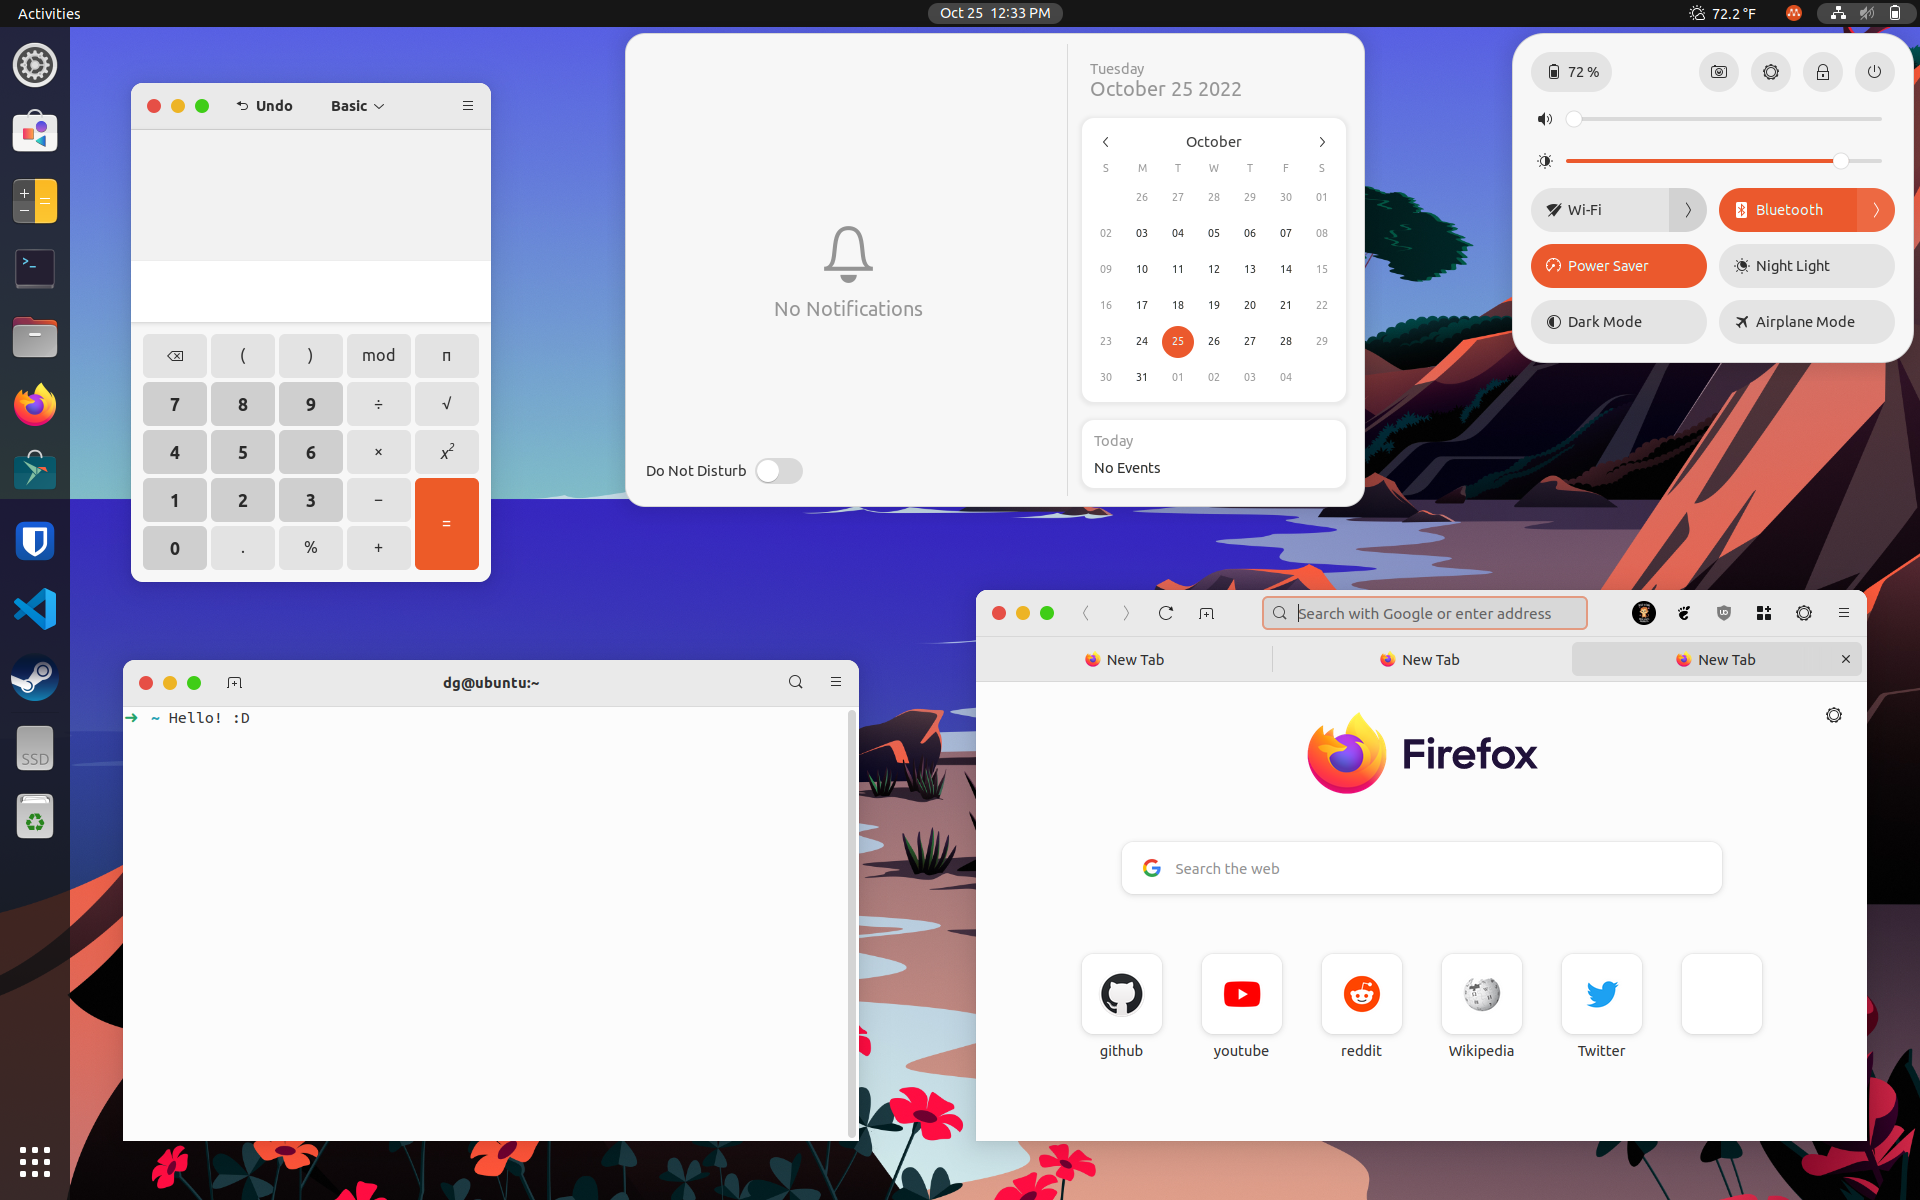 Activities
Oct 25 12:33 PM
72.2 °F
Undo
Basic
( ) mod π
7 8 9 ÷ √
4 5 6 × x²
1 2 3 −
=
0 . % +
No Notifications
Do Not Disturb
Tuesday
October 25 2022
October
S M T W T F S
26 27 28 29 30 01
02 03 04 05 06 07 08
09 10 11 12 13 14 15
16 17 18 19 20 21 22
23 24 25 26 27 28 29
30 31 01 02 03 04
Today
No Events
72 %
Wi-Fi
Bluetooth
Power Saver
Night Light
Dark Mode
Airplane Mode
SSD
dg@ubuntu:~
➜ ~ Hello! :D
Search with Google or enter address
New Tab
New Tab
New Tab
Firefox
Search the web
github
youtube
reddit
Wikipedia
Twitter